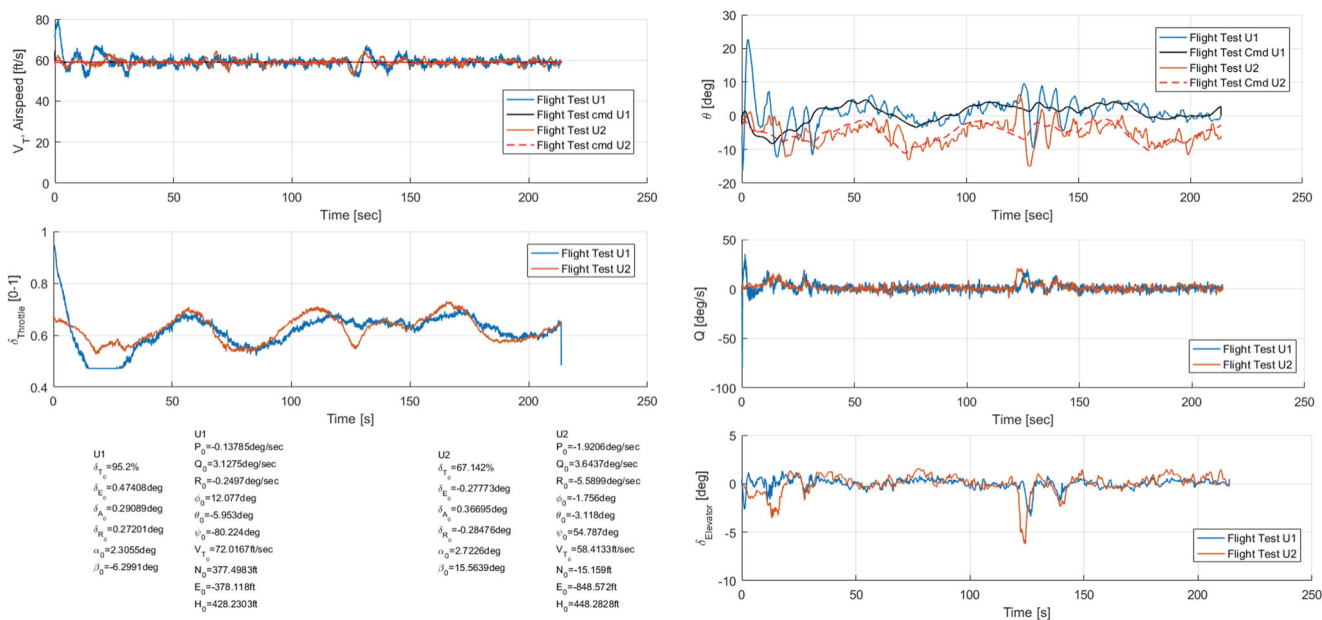 80
60
40
20
0
V_T, Airspeed [ft/s]
0 50 100 150 200 250
Time [sec]
Flight Test U1
Flight Test cmd U1
Flight Test U2
Flight Test cmd U2
1
0.8
0.6
0.4
δ_Throttle [0-1]
0 50 100 150 200 250
Time [s]
Flight Test U1
Flight Test U2
U1
δ_T_0=95.2%
δ_E_0=0.47408deg
δ_A_0=0.29089deg
δ_R_0=0.27201deg
α_0=2.3055deg
β_0=-6.2991deg
U1
P_0=-0.13785deg/sec
Q_0=3.1275deg/sec
R_0=-0.2497deg/sec
ϕ_0=12.077deg
θ_0=-5.953deg
ψ_0=-80.224deg
V_T_0=72.0167ft/sec
N_0=377.4983ft
E_0=-378.118ft
H_0=428.2303ft
U2
δ_T_0=67.142%
δ_E_0=-0.27773deg
δ_A_0=0.36695deg
δ_R_0=-0.28476deg
α_0=2.7226deg
β_0=15.5639deg
U2
P_0=-1.9206deg/sec
Q_0=3.6437deg/sec
R_0=-5.5899deg/sec
ϕ_0=-1.756deg
θ_0=-3.118deg
ψ_0=54.787deg
V_T_0=58.4133ft/sec
N_0=-15.159ft
E_0=-848.572ft
H_0=448.2828ft
30
20
10
0
-10
-20
θ [deg]
0 50 100 150 200 250
Time [sec]
Flight Test U1
Flight Test Cmd U1
Flight Test U2
Flight Test Cmd U2
50
0
-50
-100
Q [deg/s]
0 50 100 150 200 250
Time [sec]
Flight Test U1
Flight Test U2
5
0
-5
-10
δ_Elevator [deg]
0 50 100 150 200 250
Time [s]
Flight Test U1
Flight Test U2